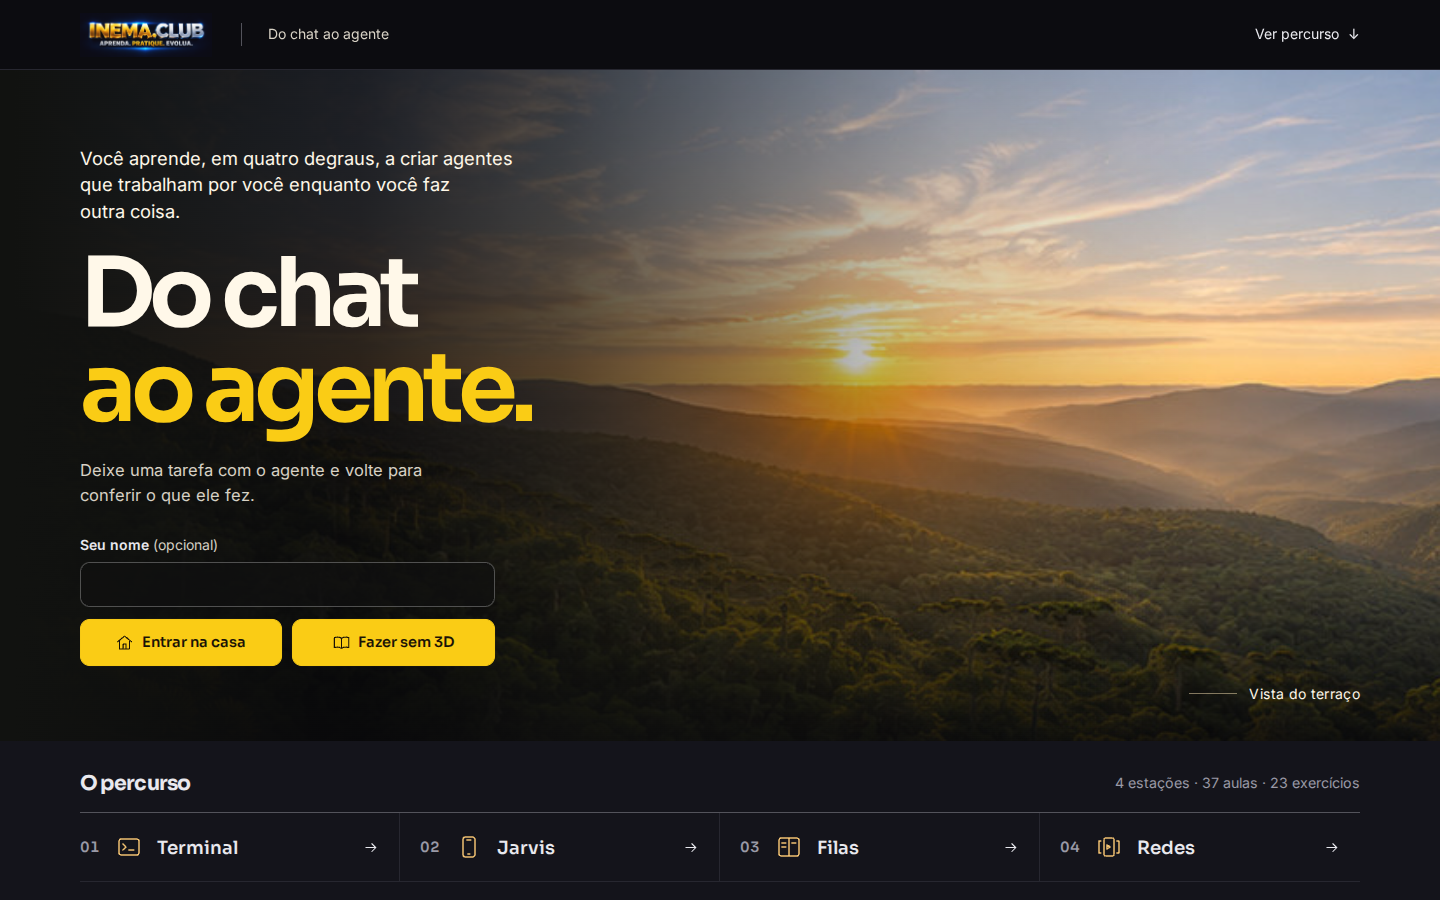 INEMA.CLUB
APRENDA. PRATIQUE. EVOLUA.
Do chat ao agente
Ver percurso ↓
Você aprende, em quatro degraus, a criar agentes
que trabalham por você enquanto você faz
outra coisa.
Do chat
ao agente.
Deixe uma tarefa com o agente e volte para
conferir o que ele fez.
Seu nome (opcional)
Entrar na casa
Fazer sem 3D
Vista do terraço
O percurso
4 estações · 37 aulas · 23 exercícios
01 Terminal →
02 Jarvis →
03 Filas →
04 Redes →